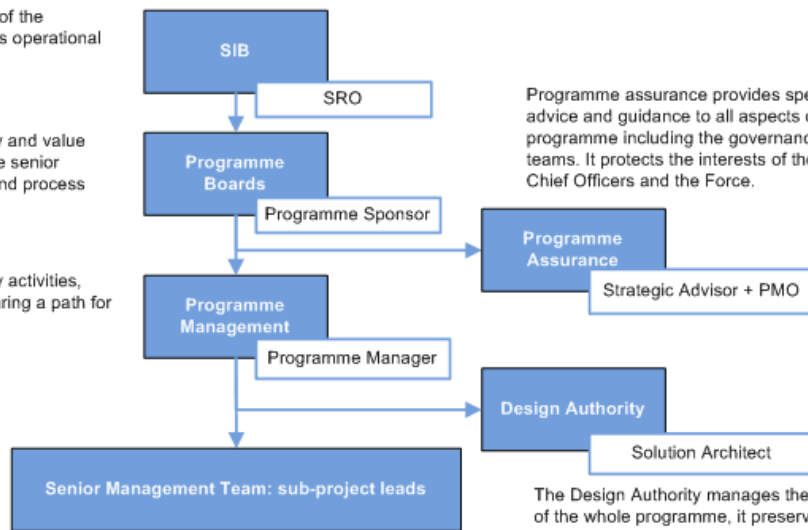 of the
s operational
SIB
SRO
Programme assurance provides spe
advice and guidance to all aspects o
programme including the governanc
teams. It protects the interests of the
Chief Officers and the Force.
y and value
e senior
nd process
Programme
Boards
Programme Sponsor
Programme
Assurance
Strategic Advisor + PMO
y activities,
uring a path for
Programme
Management
Programme Manager
Design Authority
Solution Architect
Senior Management Team: sub-project leads
The Design Authority manages the
of the whole programme, it preserv